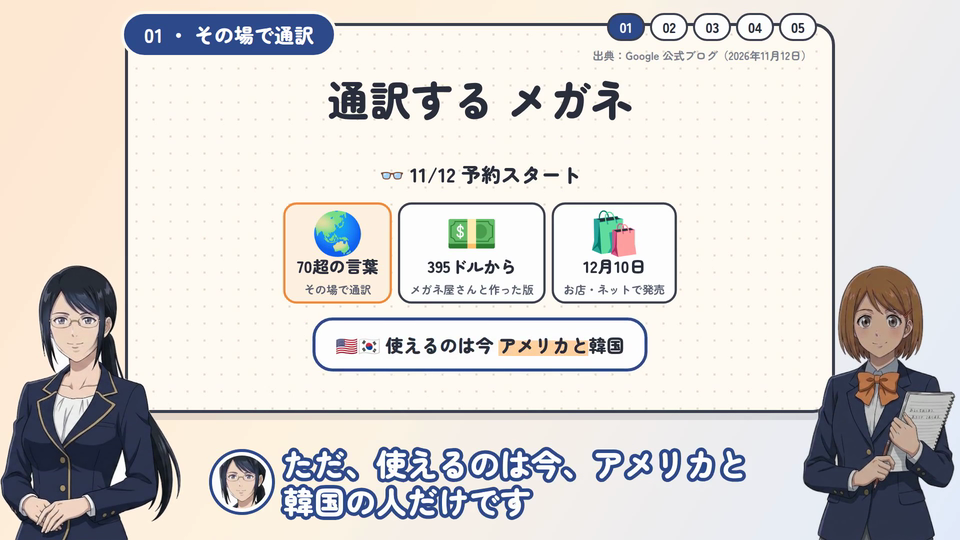 01 ・ その場で通訳
01 02 03 04 05
出典：Google 公式ブログ（2026年11月12日）
通訳する メガネ
11/12 予約スタート
70超の言葉
その場で通訳
395ドルから
メガネ屋さんと作った版
12月10日
お店・ネットで発売
使えるのは今 アメリカと韓国
ただ、使えるのは今、アメリカと
韓国の人だけです